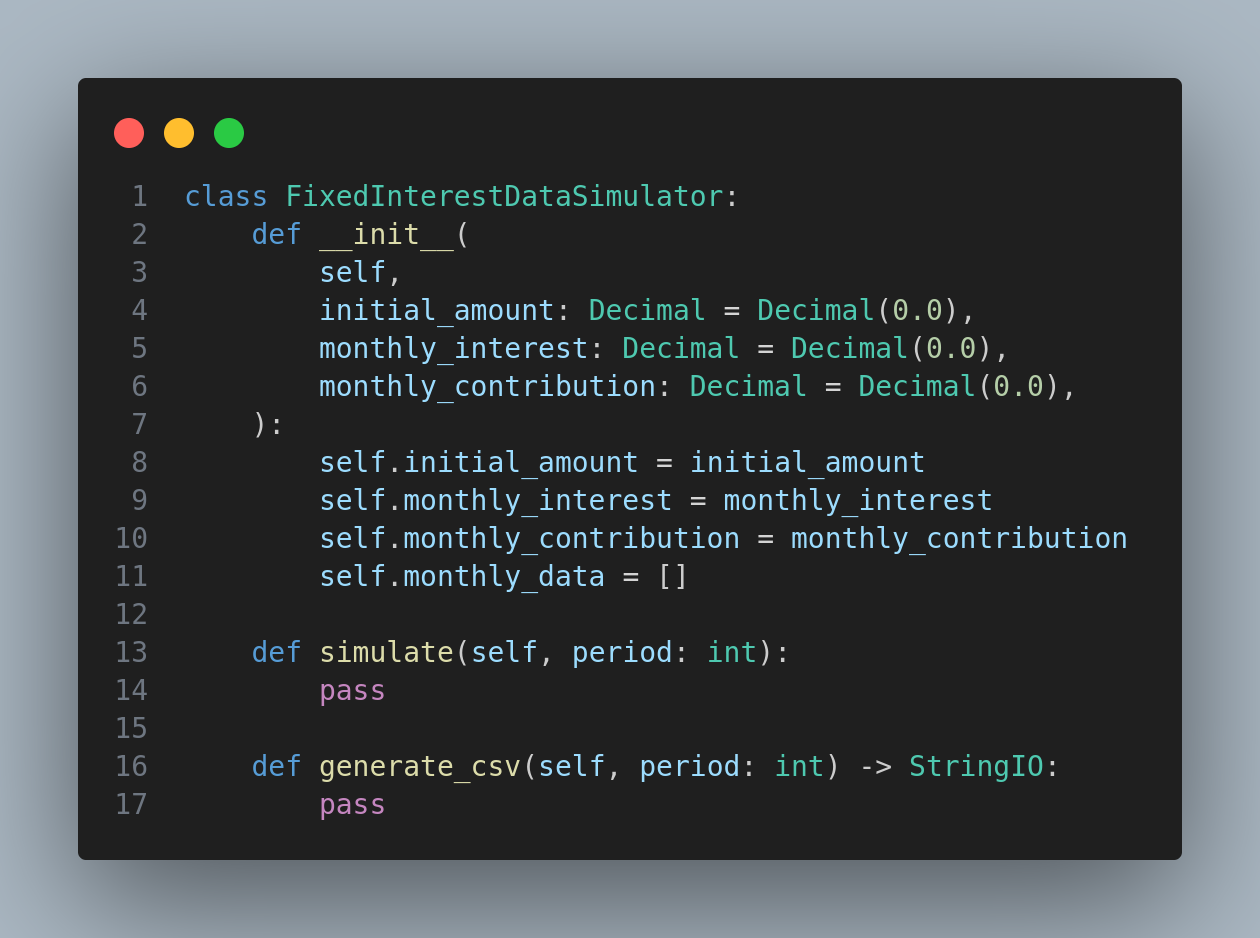 1 class FixedInterestDataSimulator:
2     def __init__(
3         self,
4         initial_amount: Decimal = Decimal(0.0),
5         monthly_interest: Decimal = Decimal(0.0),
6         monthly_contribution: Decimal = Decimal(0.0),
7     ):
8         self.initial_amount = initial_amount
9         self.monthly_interest = monthly_interest
10         self.monthly_contribution = monthly_contribution
11         self.monthly_data = []
12
13     def simulate(self, period: int):
14         pass
15
16     def generate_csv(self, period: int) -> StringIO:
17         pass